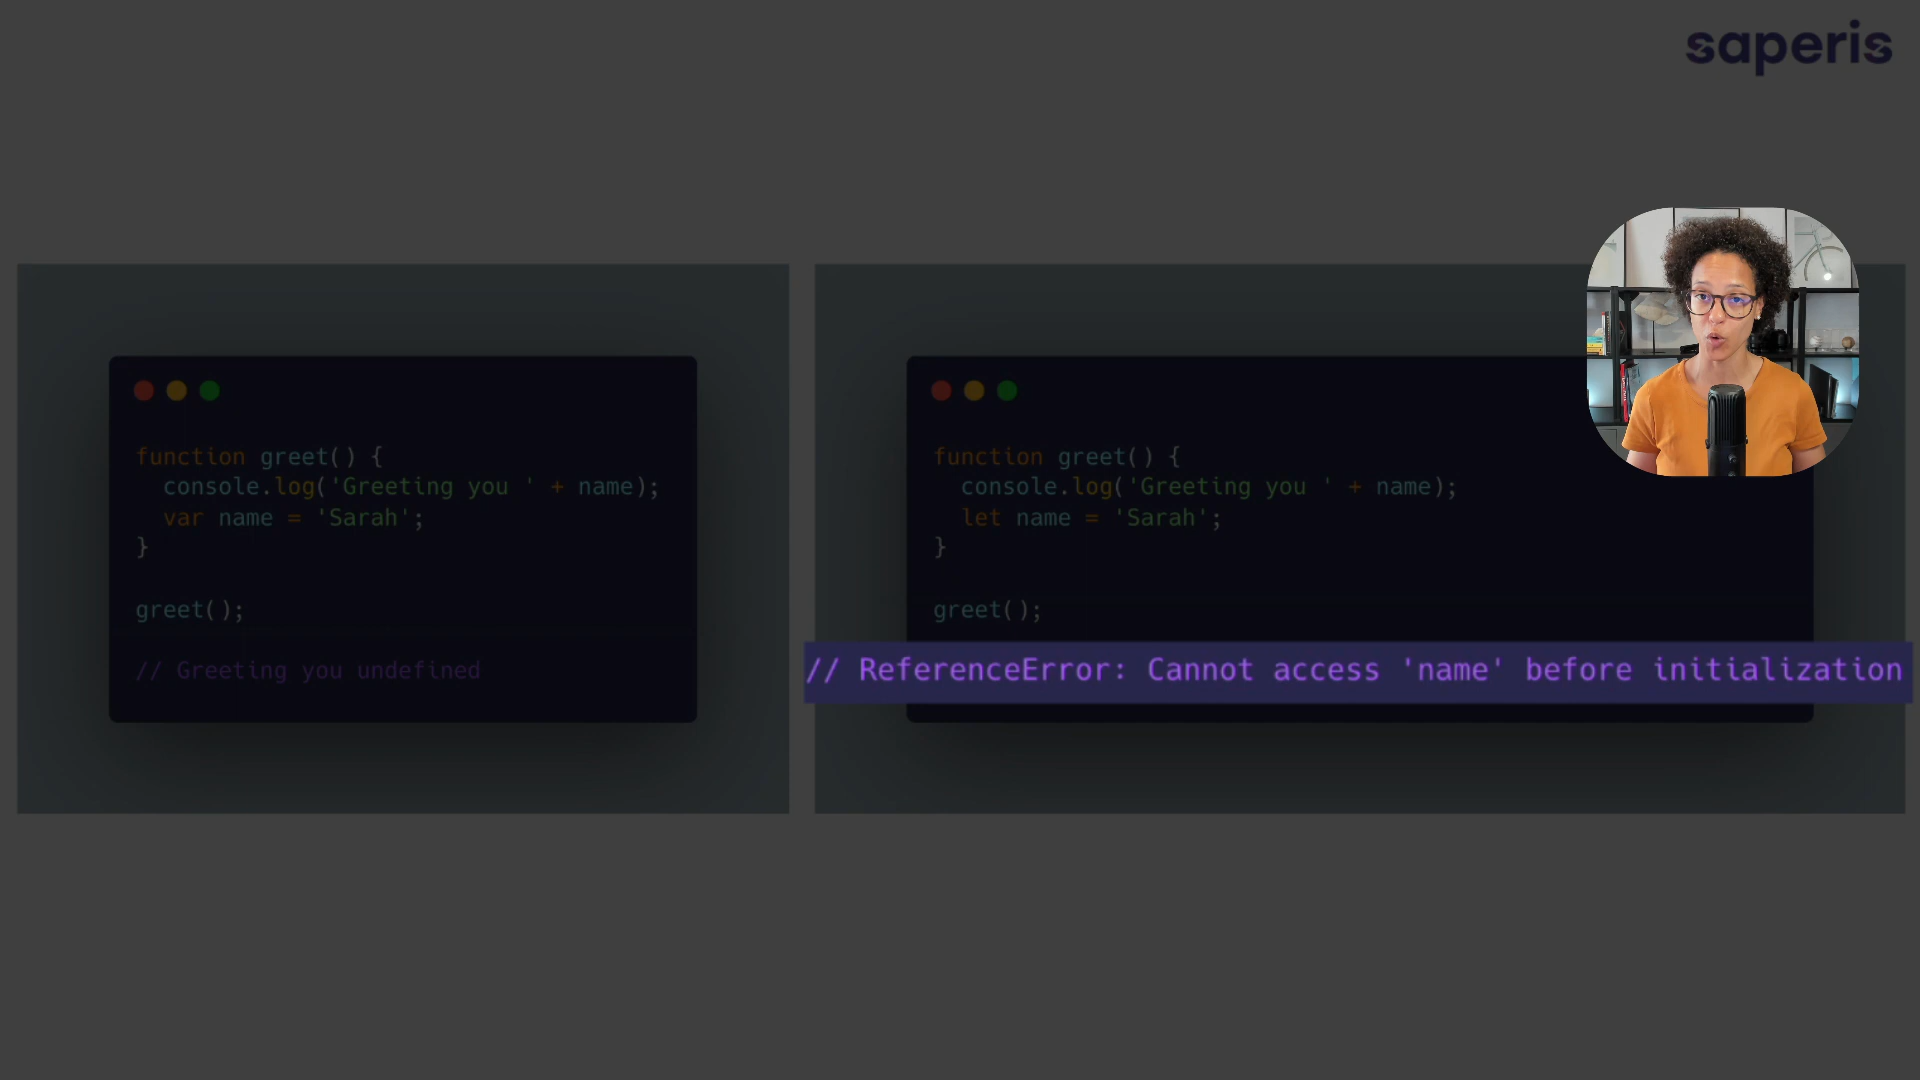 saperis
function greet() {
console.log('Greeting you ' + name);
var name = 'Sarah';
}
greet();
// Greeting you undefined
function greet() {
console.log('Greeting you ' + name);
let name = 'Sarah';
}
greet();
// ReferenceError: Cannot access 'name' before initialization